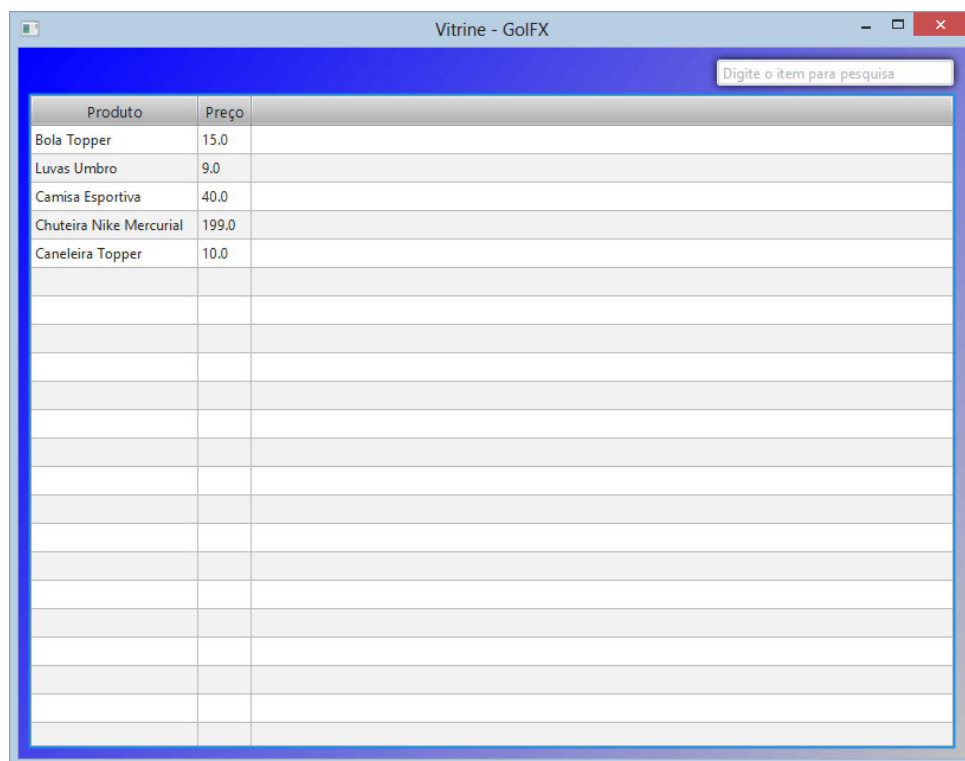 Vitrine - GolFX
Digite o item para pesquisa
Produto Preço
Bola Topper 15.0
Luvas Umbro 9.0
Camisa Esportiva 40.0
Chuteira Nike Mercurial 199.0
Caneleira Topper 10.0